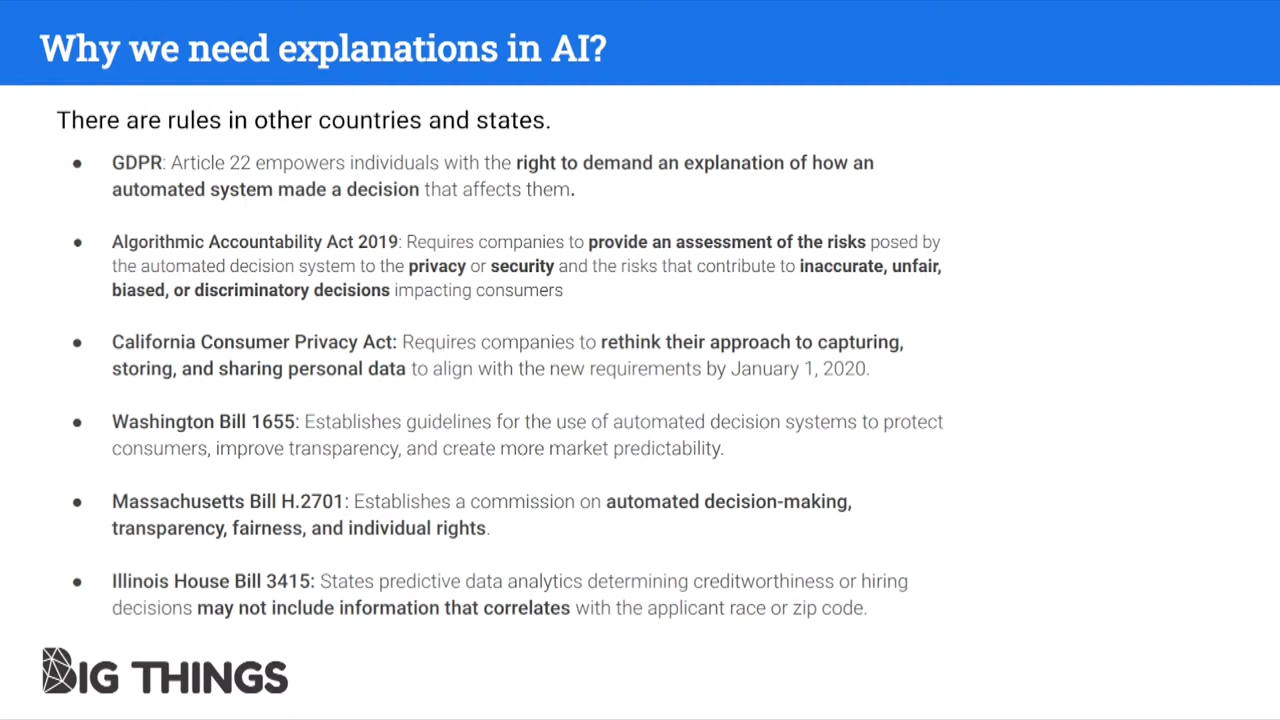 Why we need explanations in AI?
There are rules in other countries and states.
● GDPR: Article 22 empowers individuals with the right to demand an explanation of how an
automated system made a decision that affects them.
● Algorithmic Accountability Act 2019: Requires companies to provide an assessment of the risks posed by
the automated decision system to the privacy or security and the risks that contribute to inaccurate, unfair,
biased, or discriminatory decisions impacting consumers
● California Consumer Privacy Act: Requires companies to rethink their approach to capturing,
storing, and sharing personal data to align with the new requirements by January 1, 2020.
● Washington Bill 1655: Establishes guidelines for the use of automated decision systems to protect
consumers, improve transparency, and create more market predictability.
● Massachusetts Bill H.2701: Establishes a commission on automated decision-making,
transparency, fairness, and individual rights.
● Illinois House Bill 3415: States predictive data analytics determining creditworthiness or hiring
decisions may not include information that correlates with the applicant race or zip code.
BIG THINGS